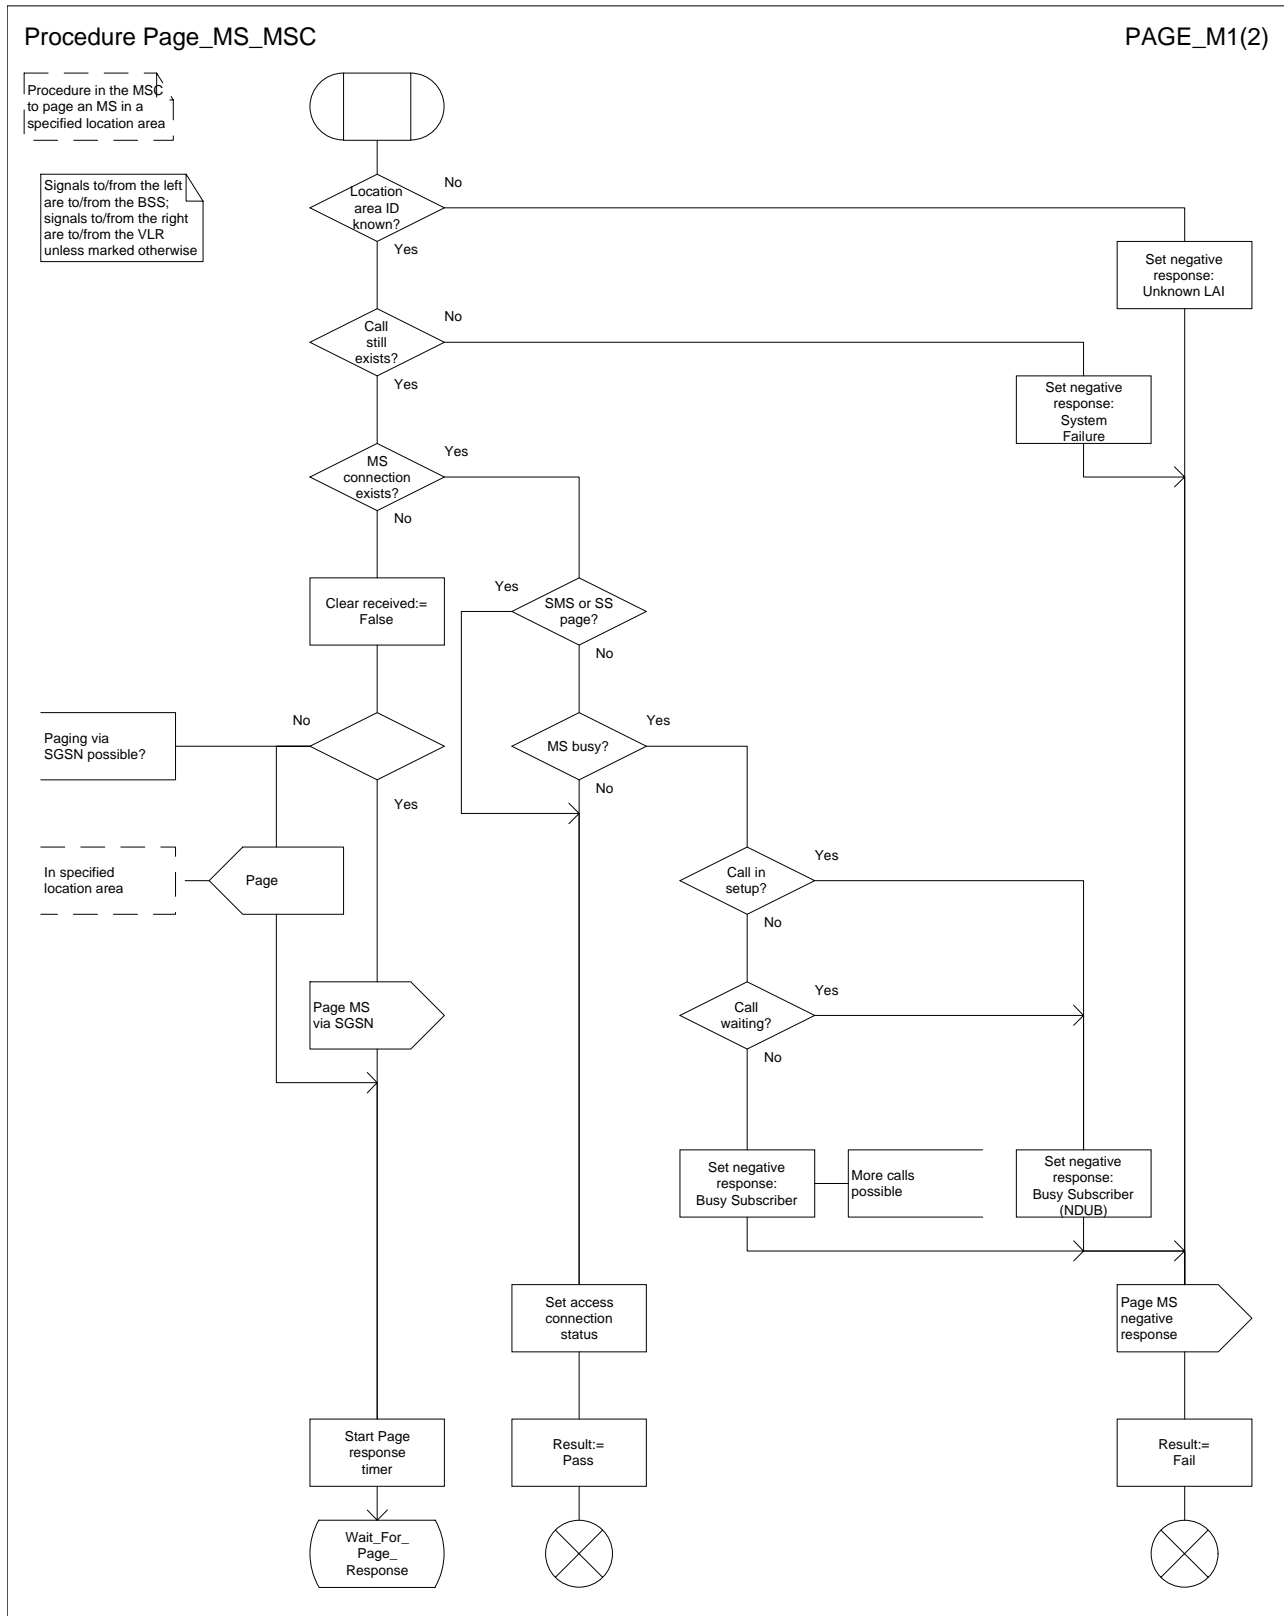 Procedure Page_MS_MSC
PAGE_M1(2)
Procedure in the MSC
to page an MS in a
specified location area
Signals to/from the left
are to/from the BSS;
signals to/from the right
are to/from the VLR
unless marked otherwise
Location
area ID
known?
No
Yes
Set negative
response:
Unknown LAI
Call
still
exists?
No
Yes
Set negative
response:
System
Failure
MS
connection
exists?
Yes
No
Clear received:=
False
Yes
SMS or SS
page?
No
Paging via
SGSN possible?
No
Yes
MS busy?
Yes
No
In specified
location area
Page
Call in
setup?
Yes
No
Page MS
via SGSN
Call
waiting?
Yes
No
Set negative
response:
Busy Subscriber
More calls
possible
Set negative
response:
Busy Subscriber
(NDUB)
Set access
connection
status
Page MS
negative
response
Start Page
response
timer
Result:=
Pass
Result:=
Fail
Wait_For_
Page_
Response